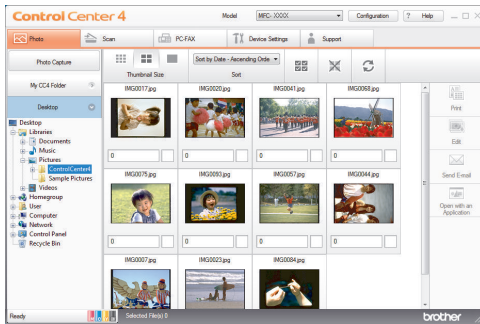 Control Center 4
Model
MFC- XXXX
Configuration
?
Help
Photo
Scan
PC-FAX
Device Settings
Support
Photo Capture
My CC4 Folder
Desktop
Thumbnail Size
Sort by Date - Ascending Orde
Sort
Desktop
Libraries
Documents
Music
Pictures
ControlCenter4
Sample Pictures
Videos
Homegroup
User
Computer
Network
Control Panel
Recycle Bin
IMG0017.jpg
IMG0020.jpg
IMG0041.jpg
IMG0068.jpg
0
0
0
0
IMG0075.jpg
IMG0093.jpg
IMG0057.jpg
IMG0044.jpg
0
0
0
0
IMG0007.jpg
IMG0023.jpg
IMG0084.jpg
Print
Edit
Send E-mail
Open with an
Application
Ready
Selected File(s) 0
brother